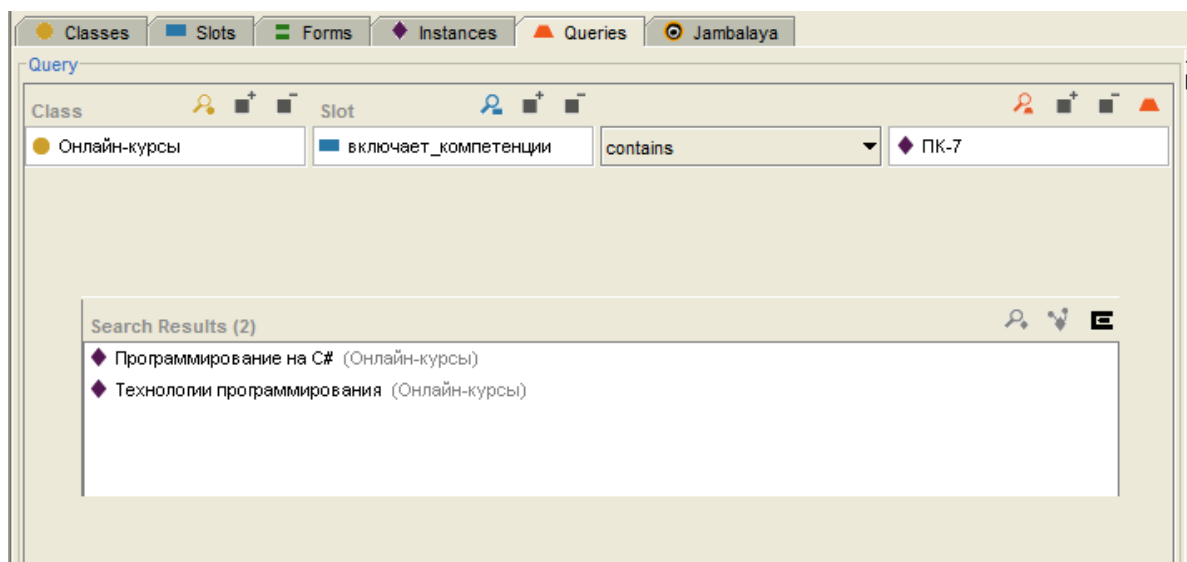 Classes Slots Forms Instances Queries Jambalaya
Query
Class Slot
Онлайн-курсы включает_компетенции contains ПК-7
Search Results (2)
Программирование на C# (Онлайн-курсы)
Технологии программирования (Онлайн-курсы)